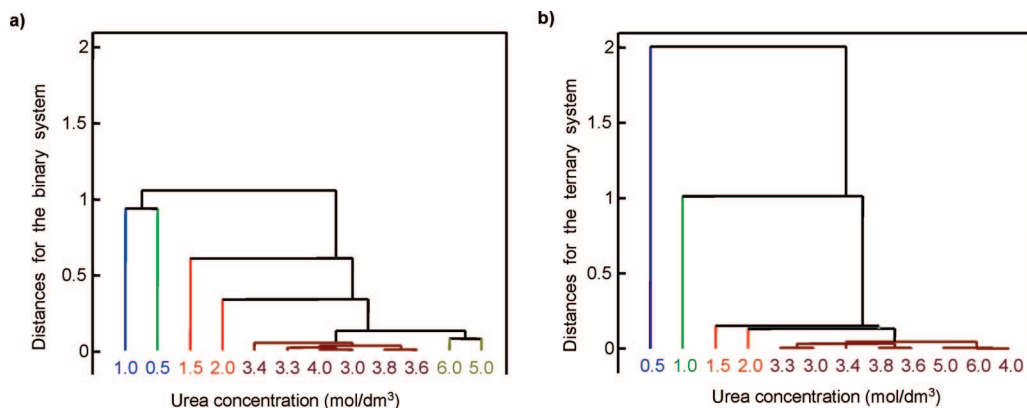 a)
Distances for the binary system
2
1.5
1
0.5
0
1.0 0.5 1.5 2.0 3.4 3.3 4.0 3.0 3.8 3.6 6.0 5.0
Urea concentration (mol/dm³)
b)
Distances for the ternary system
2
1.5
1
0.5
0
0.5 1.0 1.5 2.0 3.3 3.0 3.4 3.8 3.6 5.0 6.0 4.0
Urea concentration (mol/dm³)